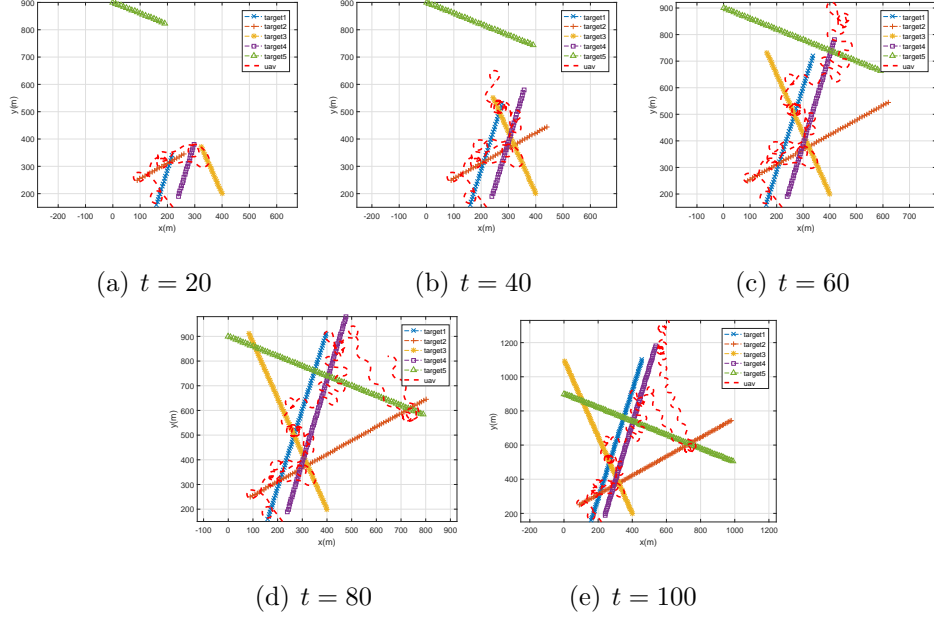 900
800
700
600
500
400
300
200
y(m)
-200 -100 0 100 200 300 400 500 600
x(m)
target1
target2
target3
target4
target5
uav
(a) t = 20
900
800
700
600
500
400
300
200
y(m)
-200 -100 0 100 200 300 400 500 600
x(m)
target1
target2
target3
target4
target5
uav
(b) t = 40
900
800
700
600
500
400
300
200
y(m)
-100 0 100 200 300 400 500 600 700
x(m)
target1
target2
target3
target4
target5
uav
(c) t = 60
900
800
700
600
500
400
300
200
y(m)
-100 0 100 200 300 400 500 600 700 800 900
x(m)
target1
target2
target3
target4
target5
uav
(d) t = 80
1200
1000
800
600
400
200
y(m)
-200 0 200 400 600 800 1000 1200
x(m)
target1
target2
target3
target4
target5
uav
(e) t = 100